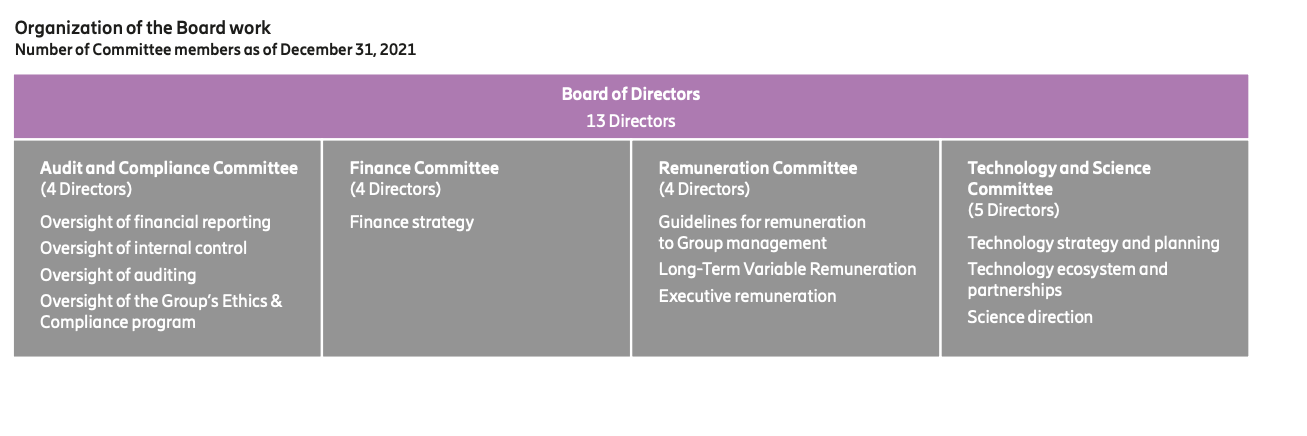 Organization of the Board work
Number of Committee members as of December 31, 2021
Board of Directors
13 Directors
Audit and Compliance Committee
(4 Directors)
Oversight of financial reporting
Oversight of internal control
Oversight of auditing
Oversight of the Group’s Ethics &
Compliance program
Finance Committee
(4 Directors)
Finance strategy
Remuneration Committee
(4 Directors)
Guidelines for remuneration
to Group management
Long-Term Variable Remuneration
Executive remuneration
Technology and Science
Committee
(5 Directors)
Technology strategy and planning
Technology ecosystem and
partnerships
Science direction